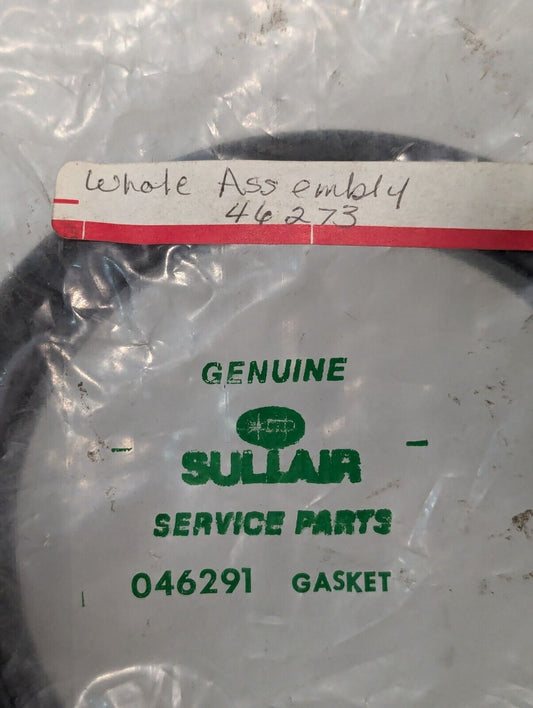 Whole Assembly
46273
GENUINE
SULLAIR
SERVICE PARTS
046291 GASKET